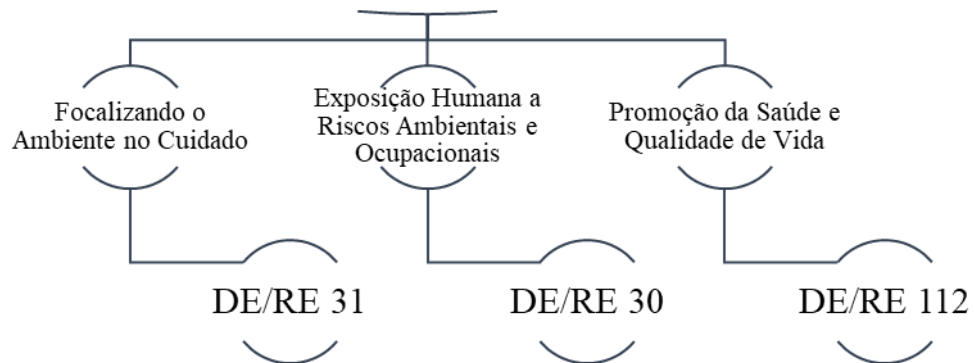 Focalizando o
Ambiente no Cuidado
Exposição Humana a
Riscos Ambientais e
Ocupacionais
Promoção da Saúde e
Qualidade de Vida
DE/RE 31
DE/RE 30
DE/RE 112